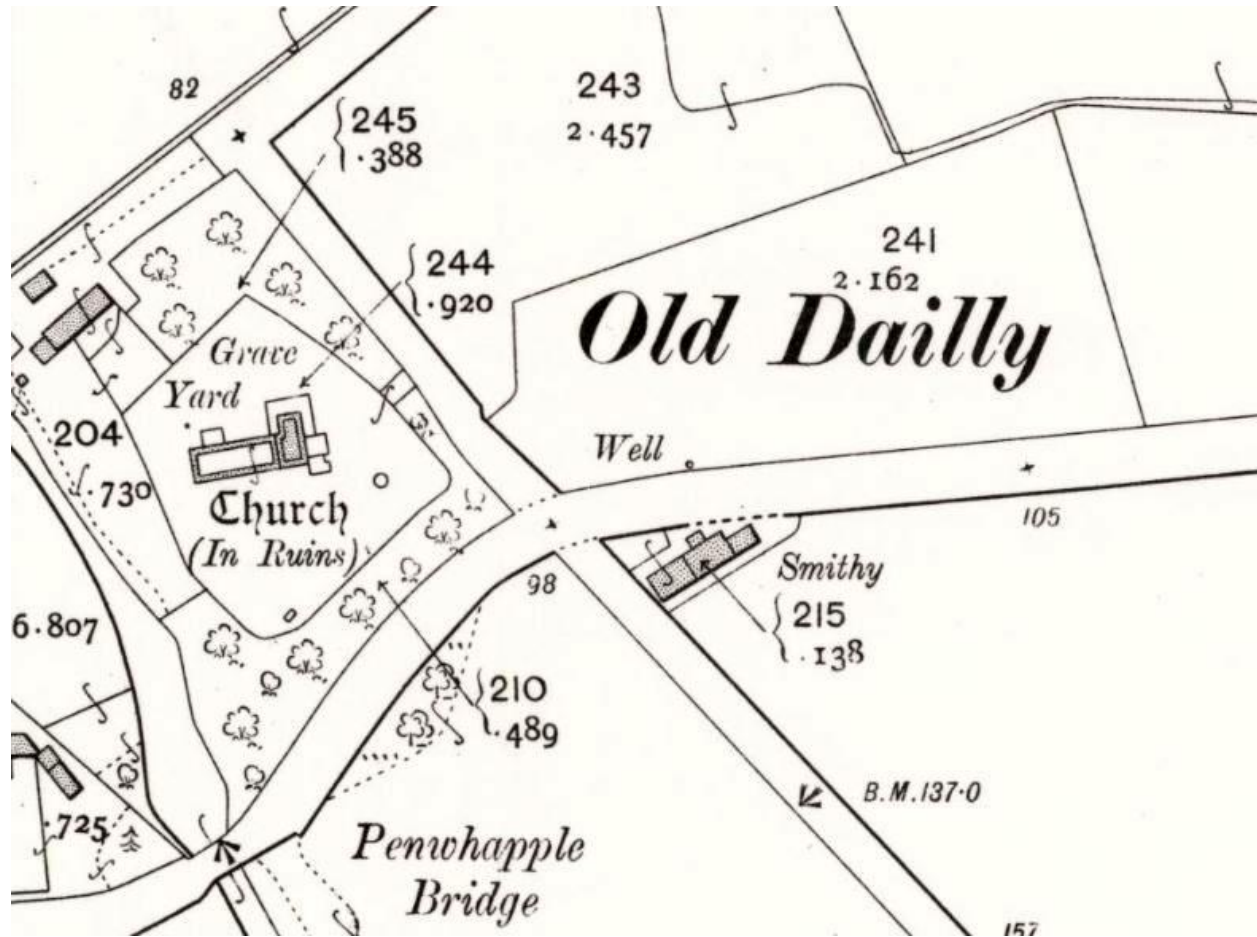 82
245
.388
243
2.457
244
.920
241
2.162
Old Dailly
Grave
Yard
204
.730
Church
(In Ruins)
Well
105
98
Smithy
215
.138
6.807
210
.489
.725
B.M.137.0
Penwhapple
Bridge
157